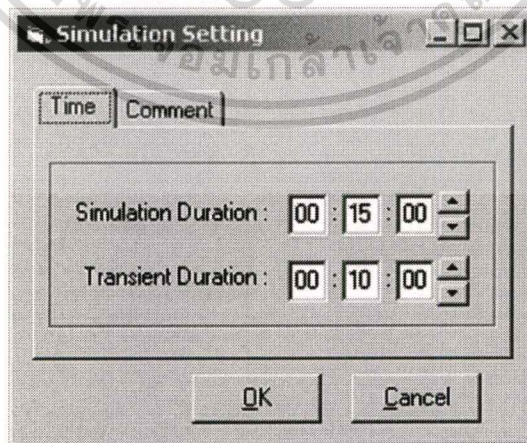 Simulation Setting
Time Comment
Simulation Duration : 00 : 15 : 00
Transient Duration : 00 : 10 : 00
OK Cancel